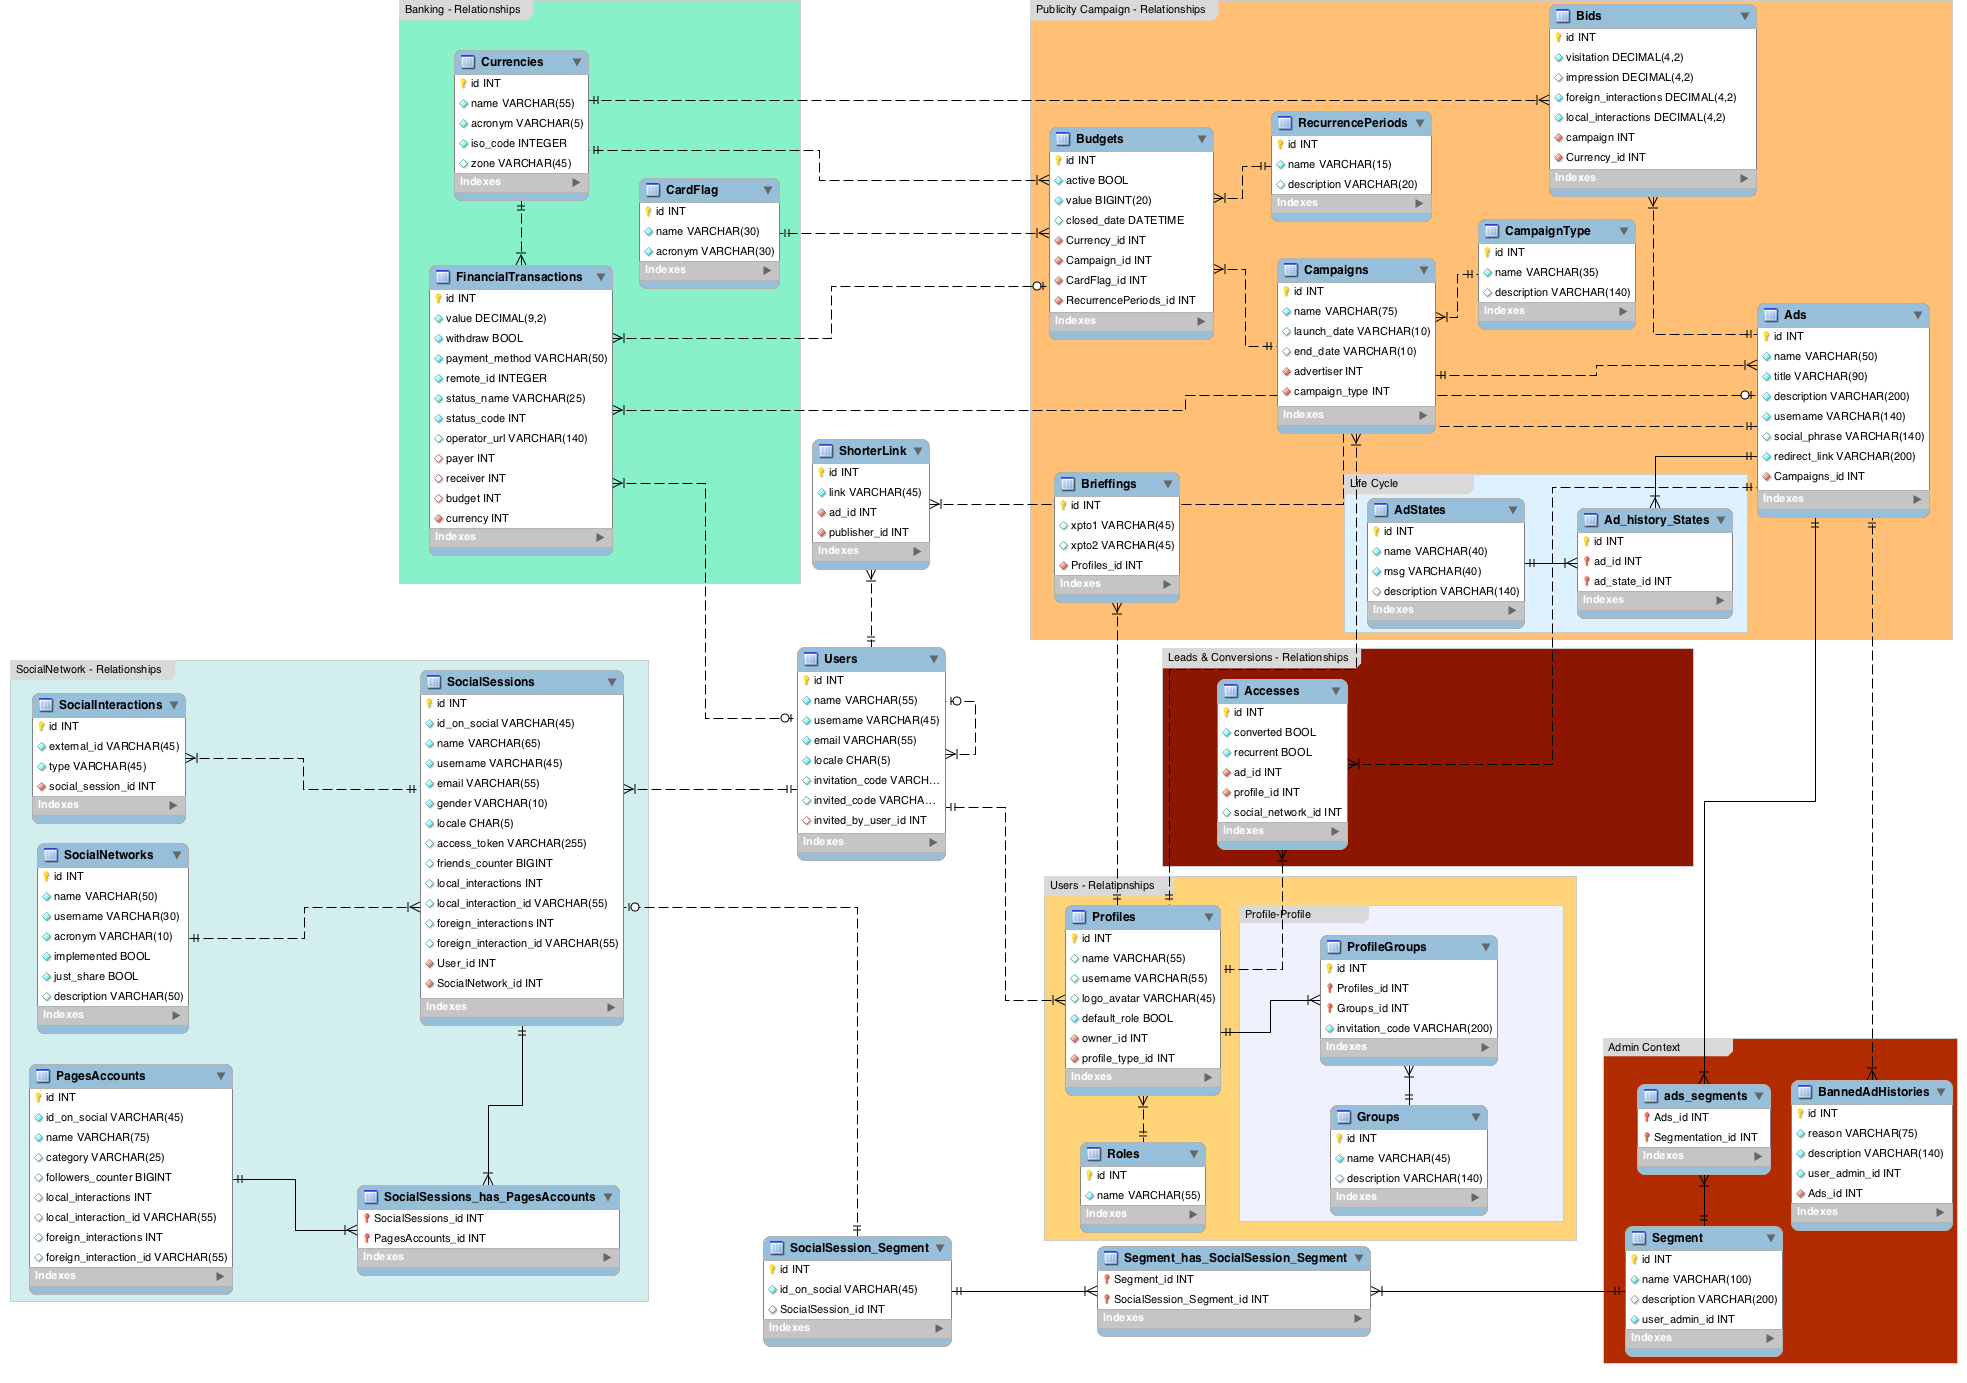 Banking - Relationships
Currencies
id INT
name VARCHAR(55)
acronym VARCHAR(5)
iso_code INTEGER
zone VARCHAR(45)
Indexes
CardFlag
id INT
name VARCHAR(30)
acronym VARCHAR(30)
Indexes
FinancialTransactions
id INT
value DECIMAL(9,2)
withdraw BOOL
payment_method VARCHAR(50)
remote_id INTEGER
status_name VARCHAR(25)
status_code INT
operator_url VARCHAR(140)
payer INT
receiver INT
budget INT
currency INT
Indexes
Publicity Campaign - Relationships
Bids
id INT
visitation DECIMAL(4,2)
impression DECIMAL(4,2)
foreign_interactions DECIMAL(4,2)
local_interactions DECIMAL(4,2)
campaign INT
Currency_id INT
Indexes
Budgets
id INT
active BOOL
value BIGINT(20)
closed_date DATETIME
Currency_id INT
Campaign_id INT
CardFlag_id INT
RecurrencePeriods_id INT
Indexes
RecurrencePeriods
id INT
name VARCHAR(15)
description VARCHAR(20)
Indexes
CampaignType
id INT
name VARCHAR(35)
description VARCHAR(140)
Indexes
Campaigns
id INT
name VARCHAR(75)
launch_date VARCHAR(10)
end_date VARCHAR(10)
advertiser INT
campaign_type INT
Indexes
Ads
id INT
name VARCHAR(50)
title VARCHAR(90)
description VARCHAR(200)
username VARCHAR(140)
social_phrase VARCHAR(140)
redirect_link VARCHAR(200)
Campaigns_id INT
Indexes
ShorterLink
id INT
link VARCHAR(45)
ad_id INT
publisher_id INT
Indexes
Brieffings
id INT
xpto1 VARCHAR(45)
xpto2 VARCHAR(45)
Profiles_id INT
Indexes
Life Cycle
AdStates
id INT
name VARCHAR(40)
msg VARCHAR(40)
description VARCHAR(140)
Indexes
Ad_history_States
id INT
ad_id INT
ad_state_id INT
Indexes
SocialNetwork - Relationships
SocialInteractions
id INT
external_id VARCHAR(45)
type VARCHAR(45)
social_session_id INT
Indexes
SocialSessions
id INT
id_on_social VARCHAR(45)
name VARCHAR(65)
username VARCHAR(45)
email VARCHAR(55)
gender VARCHAR(10)
locale CHAR(5)
access_token VARCHAR(255)
friends_counter BIGINT
local_interactions INT
local_interaction_id VARCHAR(55)
foreign_interactions INT
foreign_interaction_id VARCHAR(55)
User_id INT
SocialNetwork_id INT
Indexes
SocialNetworks
id INT
name VARCHAR(50)
username VARCHAR(30)
acronym VARCHAR(10)
implemented BOOL
just_share BOOL
description VARCHAR(50)
Indexes
PagesAccounts
id INT
id_on_social VARCHAR(45)
name VARCHAR(75)
category VARCHAR(25)
followers_counter BIGINT
local_interactions INT
local_interaction_id VARCHAR(55)
foreign_interactions INT
foreign_interaction_id VARCHAR(55)
Indexes
SocialSessions_has_PagesAccounts
SocialSessions_id INT
PagesAccounts_id INT
Indexes
Users
id INT
name VARCHAR(55)
username VARCHAR(45)
email VARCHAR(55)
locale CHAR(5)
invitation_code VARCH...
invited_code VARCHA...
invited_by_user_id INT
Indexes
Leads & Conversions - Relationships
Accesses
id INT
converted BOOL
recurrent BOOL
ad_id INT
profile_id INT
social_network_id INT
Indexes
Users - Relationships
Profiles
id INT
name VARCHAR(55)
username VARCHAR(55)
logo_avatar VARCHAR(45)
default_role BOOL
owner_id INT
profile_type_id INT
Indexes
Roles
id INT
name VARCHAR(55)
Indexes
Profile-Profile
ProfileGroups
id INT
Profiles_id INT
Groups_id INT
invitation_code VARCHAR(200)
Indexes
Groups
id INT
name VARCHAR(45)
description VARCHAR(140)
Indexes
SocialSession_Segment
id INT
id_on_social VARCHAR(45)
SocialSession_id INT
Indexes
Segment_has_SocialSession_Segment
Segment_id INT
SocialSession_Segment_id INT
Indexes
Admin Context
ads_segments
Ads_id INT
Segmentation_id INT
Indexes
BannedAdHistories
id INT
reason VARCHAR(75)
description VARCHAR(140)
user_admin_id INT
Ads_id INT
Indexes
Segment
id INT
name VARCHAR(100)
description VARCHAR(200)
user_admin_id INT
Indexes